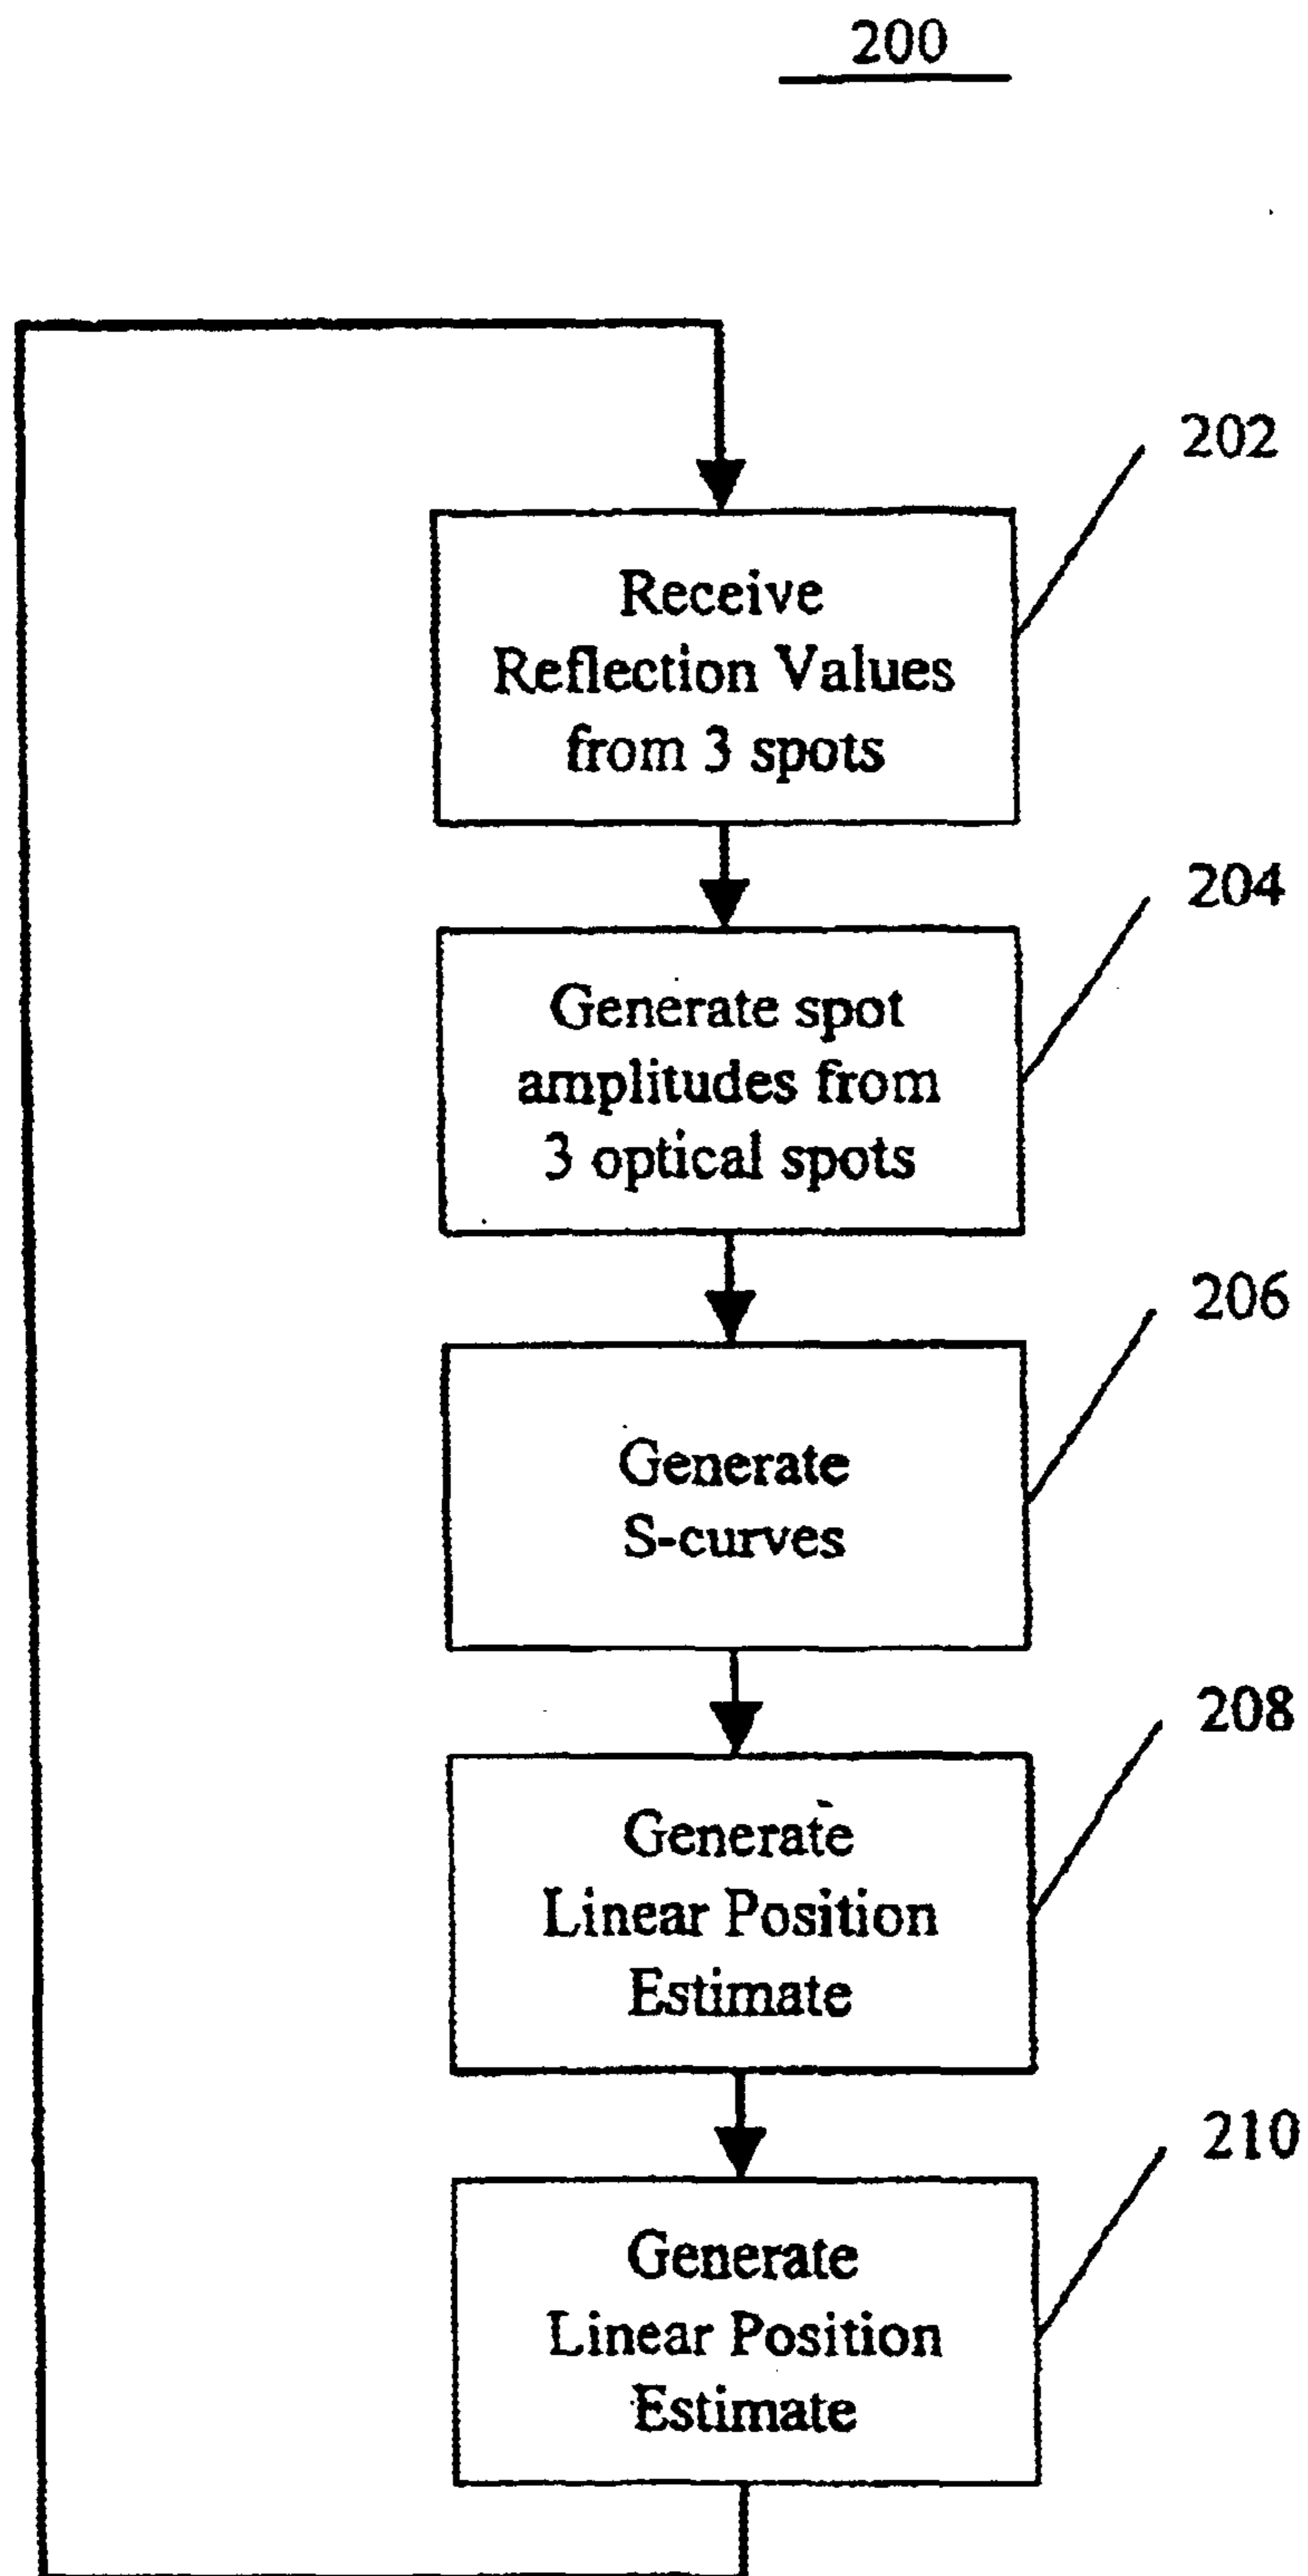 200
202
Receive
Reflection Values
from 3 spots
204
Generate spot
amplitudes from
3 optical spots
206
Generate
S-curves
208
Generate
Linear Position
Estimate
210
Generate
Linear Position
Estimate